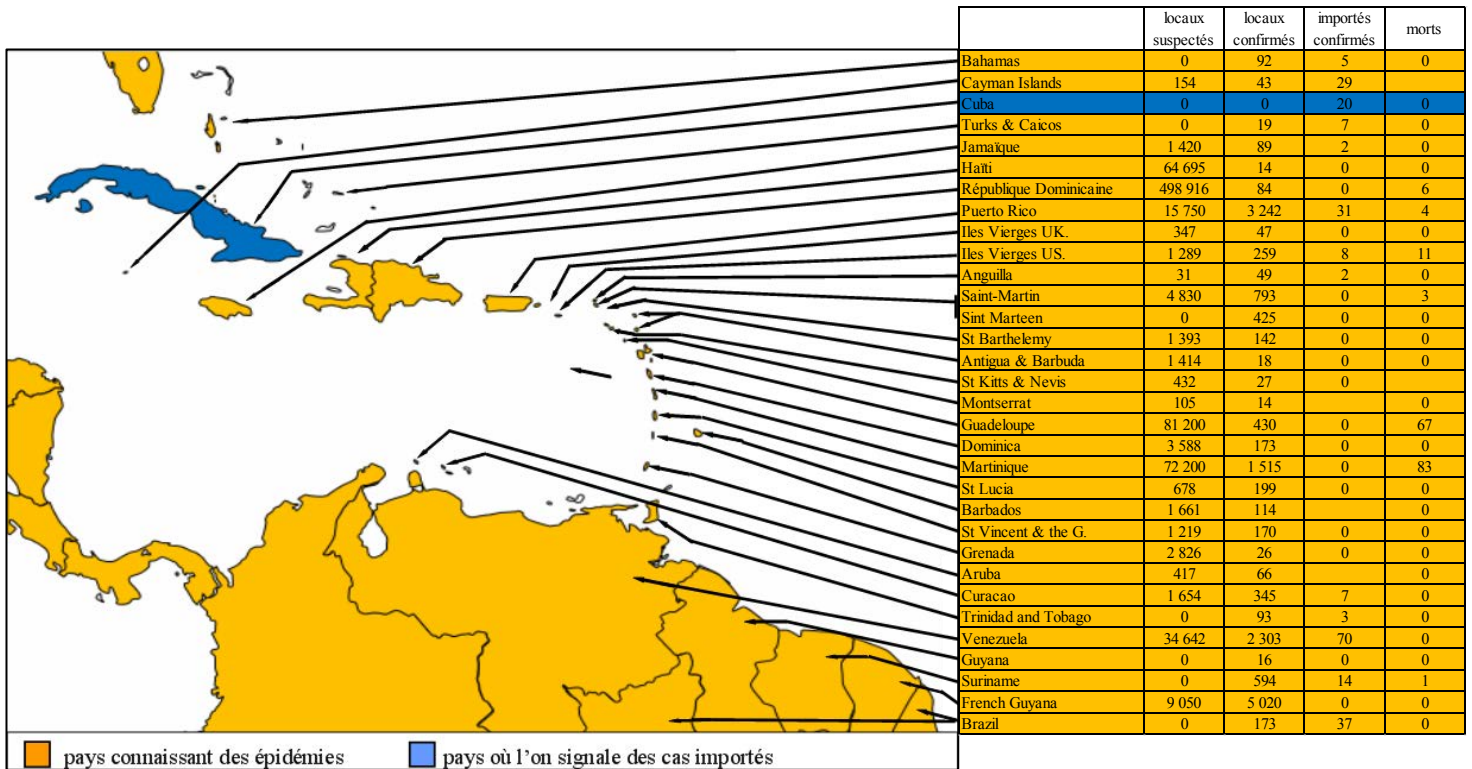 locaux suspectés locaux confirmés importés confirmés morts
Bahamas 0 92 5 0
Cayman Islands 154 43 29
Cuba 0 0 20 0
Turks & Caicos 0 19 7 0
Jamaïque 1 420 89 2 0
Haïti 64 695 14 0 0
République Dominicaine 498 916 84 0 6
Puerto Rico 15 750 3 242 31 4
Iles Vierges UK. 347 47 0 0
Iles Vierges US. 1 289 259 8 11
Anguilla 31 49 2 0
Saint-Martin 4 830 793 0 3
Sint Marteen 0 425 0 0
St Barthelemy 1 393 142 0 0
Antigua & Barbuda 1 414 18 0 0
St Kitts & Nevis 432 27 0
Montserrat 105 14 0
Guadeloupe 81 200 430 0 67
Dominica 3 588 173 0 0
Martinique 72 200 1 515 0 83
St Lucia 678 199 0 0
Barbados 1 661 114 0
St Vincent & the G. 1 219 170 0 0
Grenada 2 826 26 0 0
Aruba 417 66 0
Curacao 1 654 345 7 0
Trinidad and Tobago 0 93 3 0
Venezuela 34 642 2 303 70 0
Guyana 0 16 0 0
Suriname 0 594 14 1
French Guyana 9 050 5 020 0 0
Brazil 0 173 37 0
pays connaissant des épidémies pays où l'on signale des cas importés